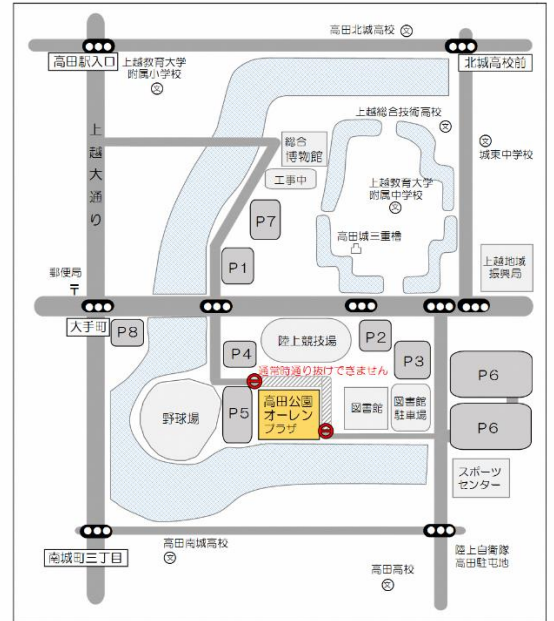 高田北城高校
高田駅入口
北城高校前
上越教育大学
附属小学校
上越総合技術高校
城東中学校
上越大通り
総合
博物館
工事中
上越教育大学
附属中学校
P7
高田城三重櫓
P1
上越地域
振興局
郵便局
大手町
P8
陸上競技場
P2
P4
P3
通常時通り抜けできません
P6
P5
高田公園
オーレン
プラザ
図書館
図書館
駐車場
野球場
P6
スポーツ
センター
南城町三丁目
高田南城高校
高田高校
陸上自衛隊
高田駐屯地
文
文
文
文
文
文
文
〒